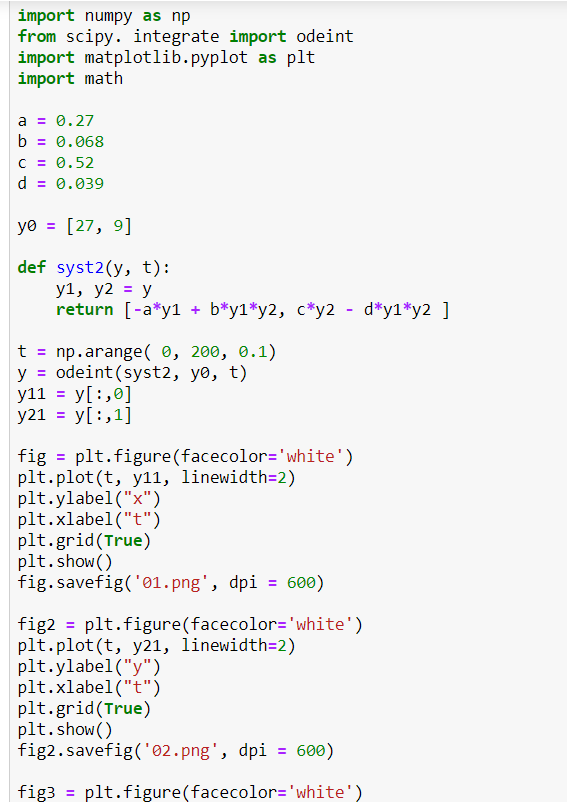 import numpy as np
from scipy. integrate import odeint
import matplotlib.pyplot as plt
import math
a = 0.27
b = 0.068
c = 0.52
d = 0.039
y0 = [27, 9]
def syst2(y, t):
    y1, y2 = y
    return [-a*y1 + b*y1*y2, c*y2 - d*y1*y2 ]
t = np.arange( 0, 200, 0.1)
y = odeint(syst2, y0, t)
y11 = y[:,0]
y21 = y[:,1]
fig = plt.figure(facecolor='white')
plt.plot(t, y11, linewidth=2)
plt.ylabel("x")
plt.xlabel("t")
plt.grid(True)
plt.show()
fig.savefig('01.png', dpi = 600)
fig2 = plt.figure(facecolor='white')
plt.plot(t, y21, linewidth=2)
plt.ylabel("y")
plt.xlabel("t")
plt.grid(True)
plt.show()
fig2.savefig('02.png', dpi = 600)
fig3 = plt.figure(facecolor='white')